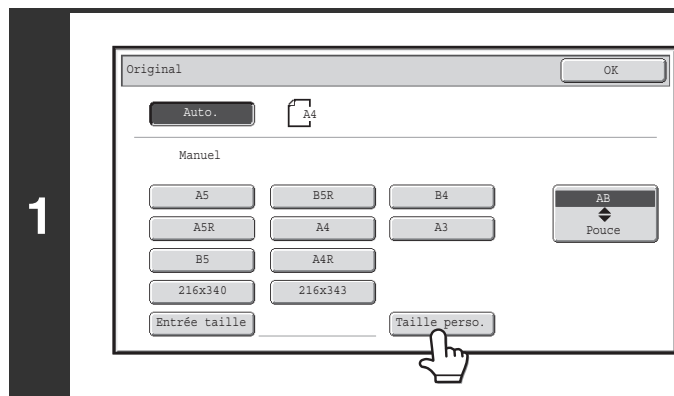 1
Original OK
Auto. A4
Manuel
A5 B5R B4 AB
A5R A4 A3 Pouce
B5 A4R
216x340 216x343
Entrée taille Taille perso.